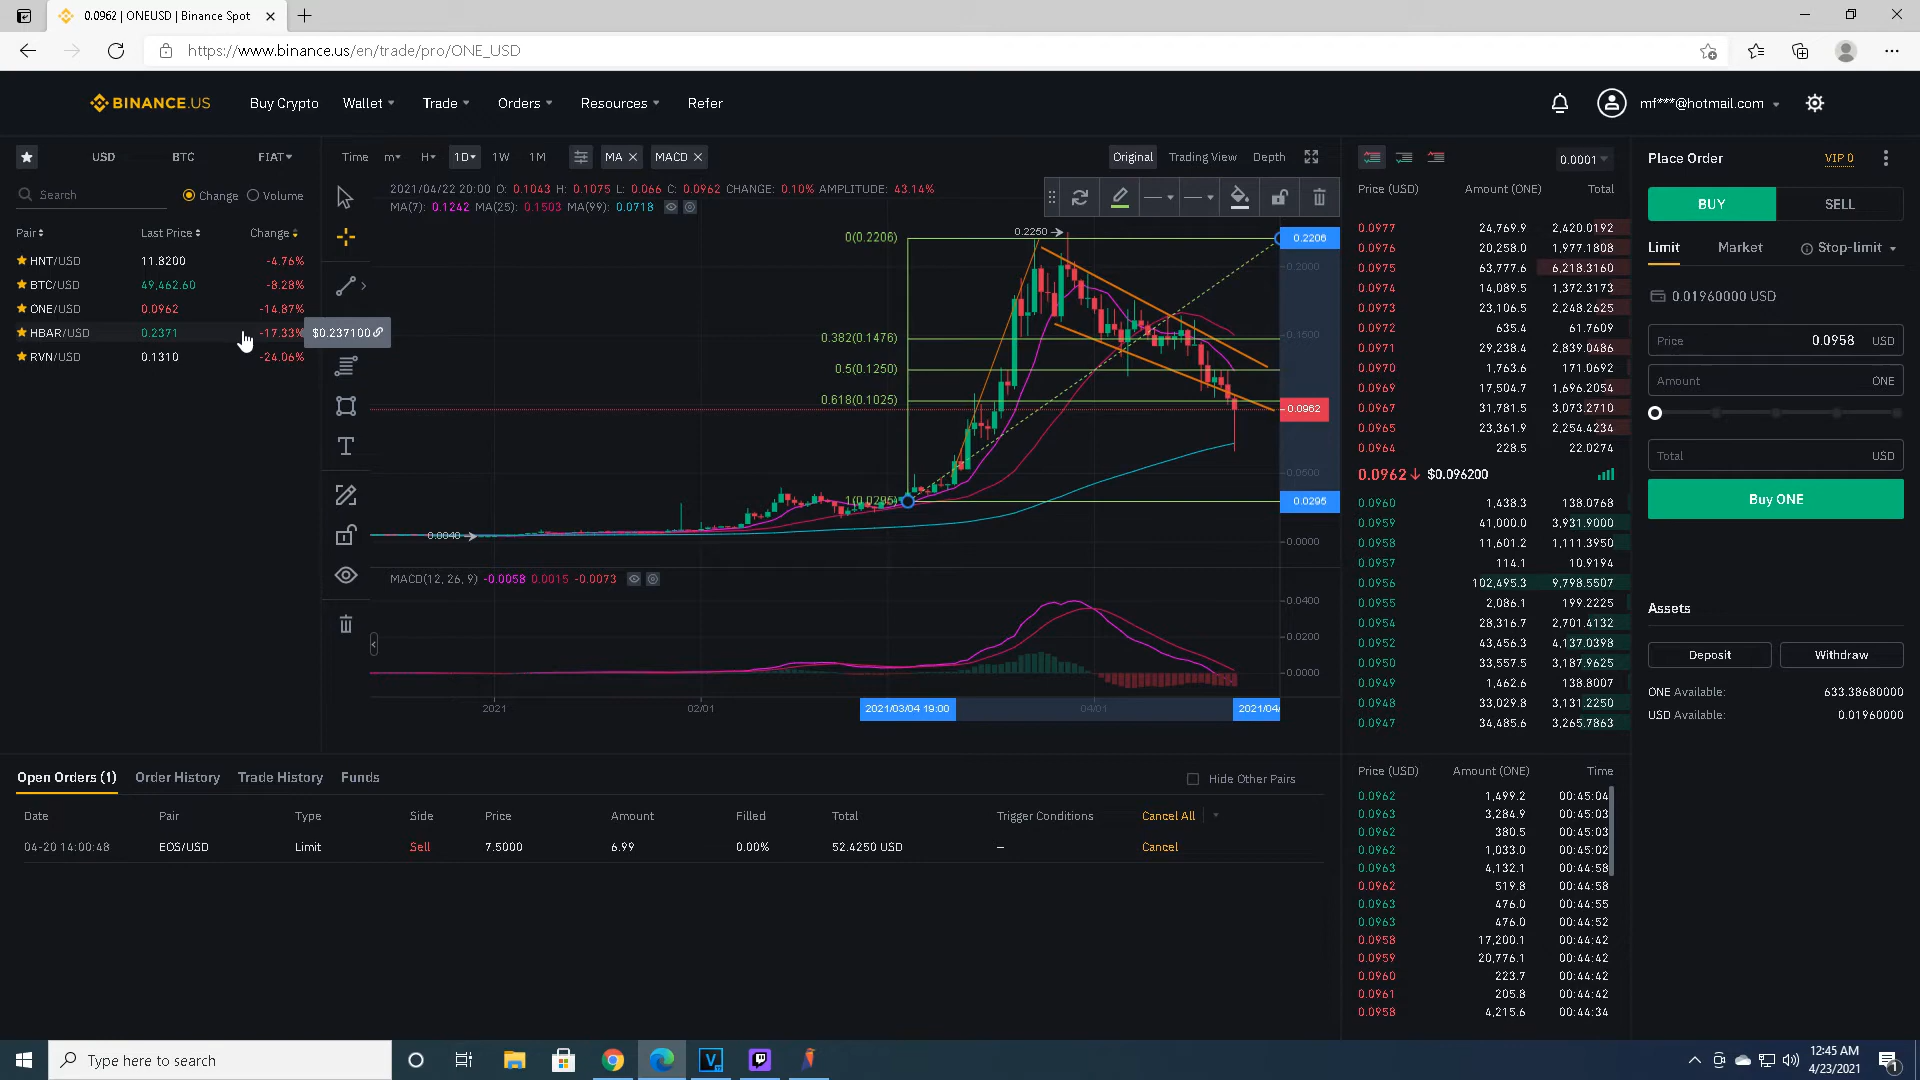 0.0962 | ONEUSD | Binance Spot
https://www.binance.us/en/trade/pro/ONE_USD
BINANCE.US
Buy Crypto Wallet Trade Orders Resources Refer
mf***@hotmail.com
USD BTC FIAT
Search Change Volume
Pair Last Price Change
HNT/USD 11.8200 -4.76%
BTC/USD 49,462.60 -8.28%
ONE/USD 0.0962 -14.87%
HBAR/USD 0.2371 -17.33% $0.237100
RVN/USD 0.1310 -24.06%
Time m H 1D 1W 1M MA MACD Original Trading View Depth
2021/04/22 20:00 O: 0.1043 H: 0.1075 L: 0.066 C: 0.0962 CHANGE: 0.10% AMPLITUDE: 43.14%
MA(7): 0.1242 MA(25): 0.1503 MA(99): 0.0718
0(0.2206) 0.2250 0.2206
0.2000
0.382(0.1476) 0.1500
0.5(0.1250)
0.618(0.1025) 0.0962
0.0500
1(0.0295) 0.0295
0.0040 0.0000
MACD(12, 26, 9) -0.0058 0.0015 -0.0073
0.0400
0.0200
0.0000
2021 02/01 2021/03/04 19:00 04/01 2021/04/
0.0001
Price (USD) Amount (ONE) Total
0.0977 24,769.9 2,420.0192
0.0976 20,258.0 1,977.1808
0.0975 63,777.6 6,218.3160
0.0974 14,089.5 1,372.3173
0.0973 23,106.5 2,248.2625
0.0972 635.4 61.7609
0.0971 29,238.4 2,839.0486
0.0970 1,763.6 171.0692
0.0969 17,504.7 1,696.2054
0.0967 31,781.5 3,073.2710
0.0965 23,361.9 2,254.4234
0.0964 228.5 22.0274
0.0962 $0.096200
0.0960 1,438.3 138.0768
0.0959 41,000.0 3,931.9000
0.0958 11,601.2 1,111.3950
0.0957 114.1 10.9194
0.0956 102,495.3 9,798.5507
0.0955 2,086.1 199.2225
0.0954 28,316.7 2,701.4132
0.0952 43,456.3 4,137.0398
0.0950 33,557.5 3,187.9625
0.0949 1,462.6 138.8007
0.0948 33,029.8 3,131.2250
0.0947 34,485.6 3,265.7863
Price (USD) Amount (ONE) Time
0.0962 1,499.2 00:45:04
0.0963 3,284.9 00:45:03
0.0962 380.5 00:45:03
0.0962 1,033.0 00:45:02
0.0963 4,132.1 00:44:58
0.0962 519.8 00:44:58
0.0963 476.0 00:44:55
0.0963 476.0 00:44:52
0.0958 17,200.1 00:44:42
0.0959 20,776.1 00:44:42
0.0960 223.7 00:44:42
0.0961 205.8 00:44:42
0.0958 4,215.6 00:44:34
Place Order VIP 0
BUY SELL
Limit Market Stop-limit
0.01960000 USD
Price 0.0958 USD
Amount ONE
Total USD
Buy ONE
Assets
Deposit Withdraw
ONE Available: 633.38680000
USD Available: 0.01960000
Open Orders (1) Order History Trade History Funds Hide Other Pairs
Date Pair Type Side Price Amount Filled Total Trigger Conditions Cancel All
04-20 14:00:48 EOS/USD Limit Sell 7.5000 6.99 0.00% 52.4250 USD – Cancel
Type here to search
12:45 AM
4/23/2021
1